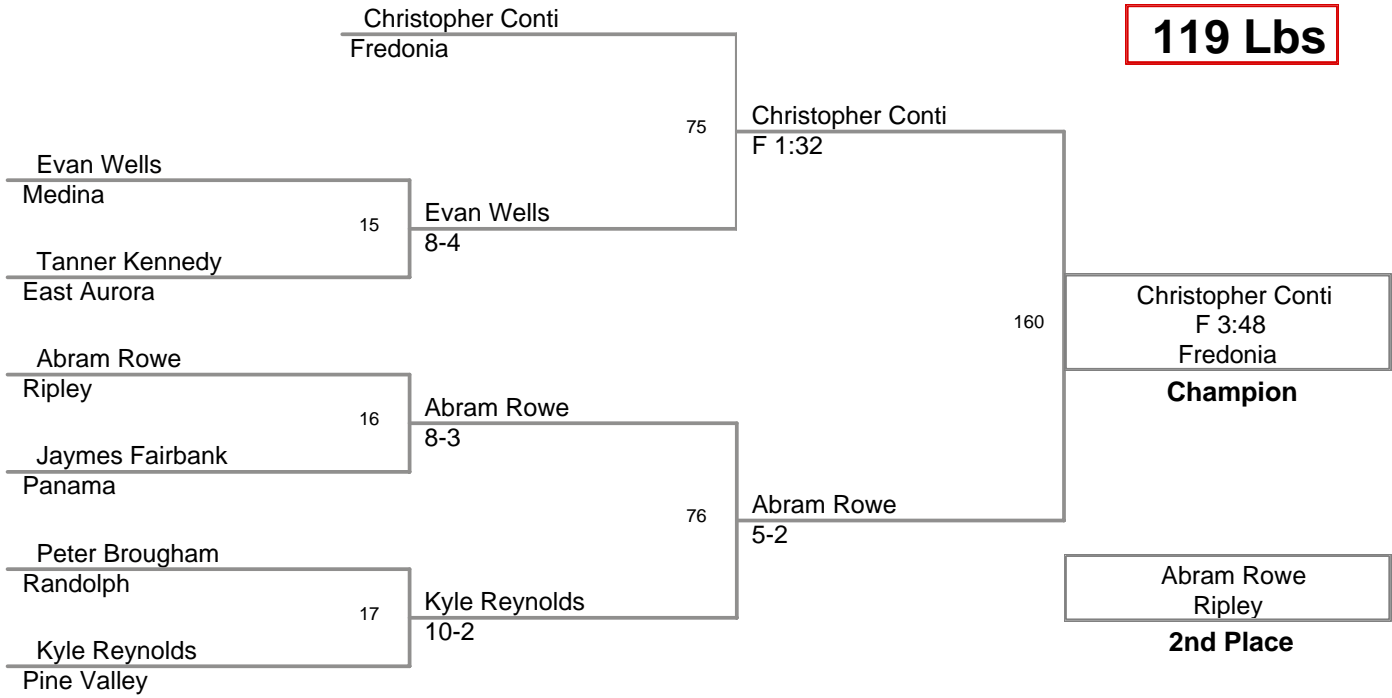 119 Lbs
Christopher Conti
Fredonia
75
Christopher Conti
F 1:32
Evan Wells
Medina
15
Evan Wells
8-4
Tanner Kennedy
East Aurora
160
Christopher Conti
F 3:48
Fredonia
Champion
Abram Rowe
Ripley
16
Abram Rowe
8-3
Jaymes Fairbank
Panama
76
Abram Rowe
5-2
Peter Brougham
Randolph
17
Kyle Reynolds
10-2
Kyle Reynolds
Pine Valley
Abram Rowe
Ripley
2nd Place